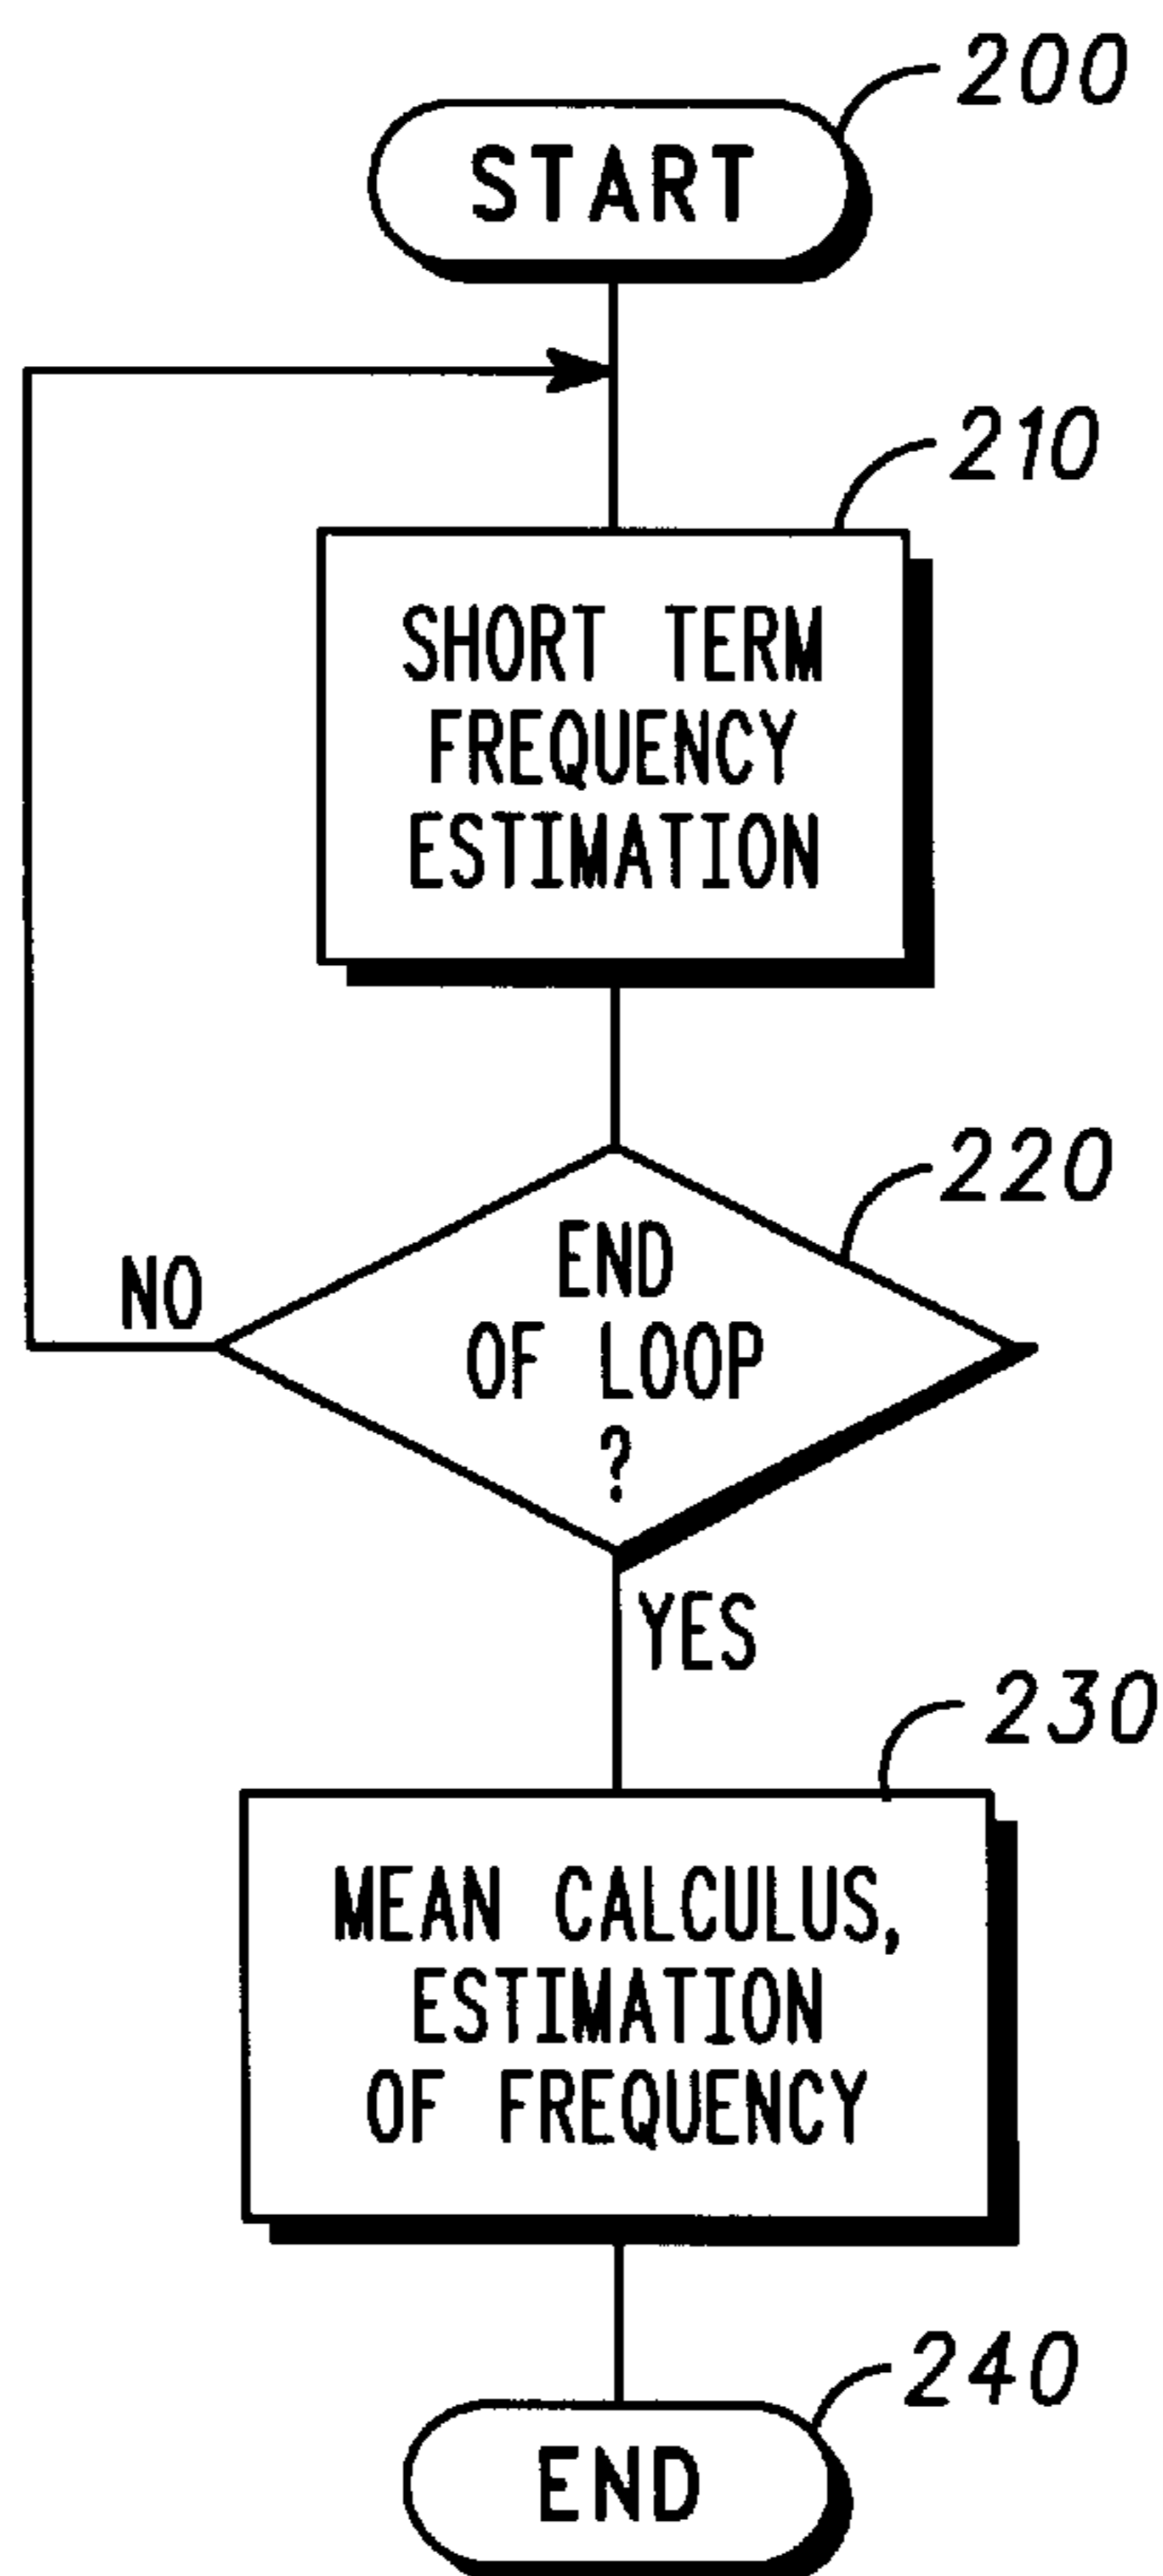 200
START
210
SHORT TERM
FREQUENCY
ESTIMATION
220
END
OF LOOP
?
NO
YES
230
MEAN CALCULUS,
ESTIMATION
OF FREQUENCY
240
END